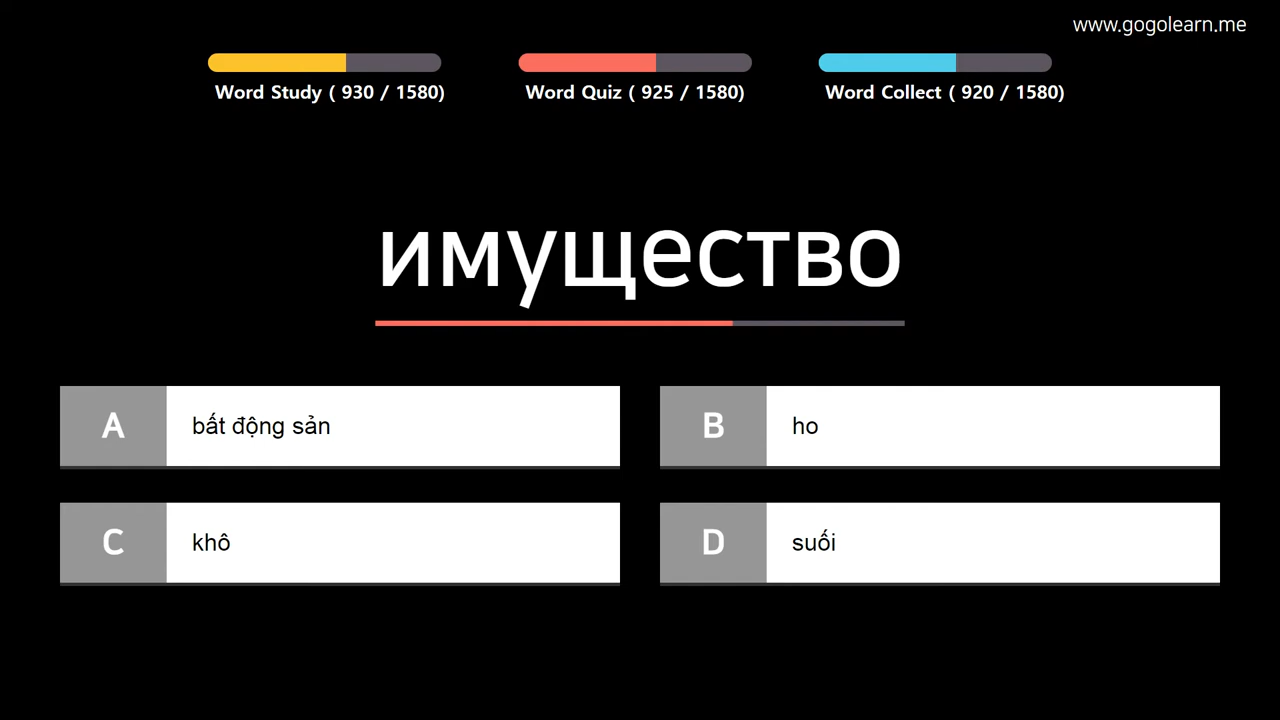 www.gogolearn.me
Word Study ( 930 / 1580)
Word Quiz ( 925 / 1580)
Word Collect ( 920 / 1580)
имущество
A bất động sản
B ho
C khô
D suối